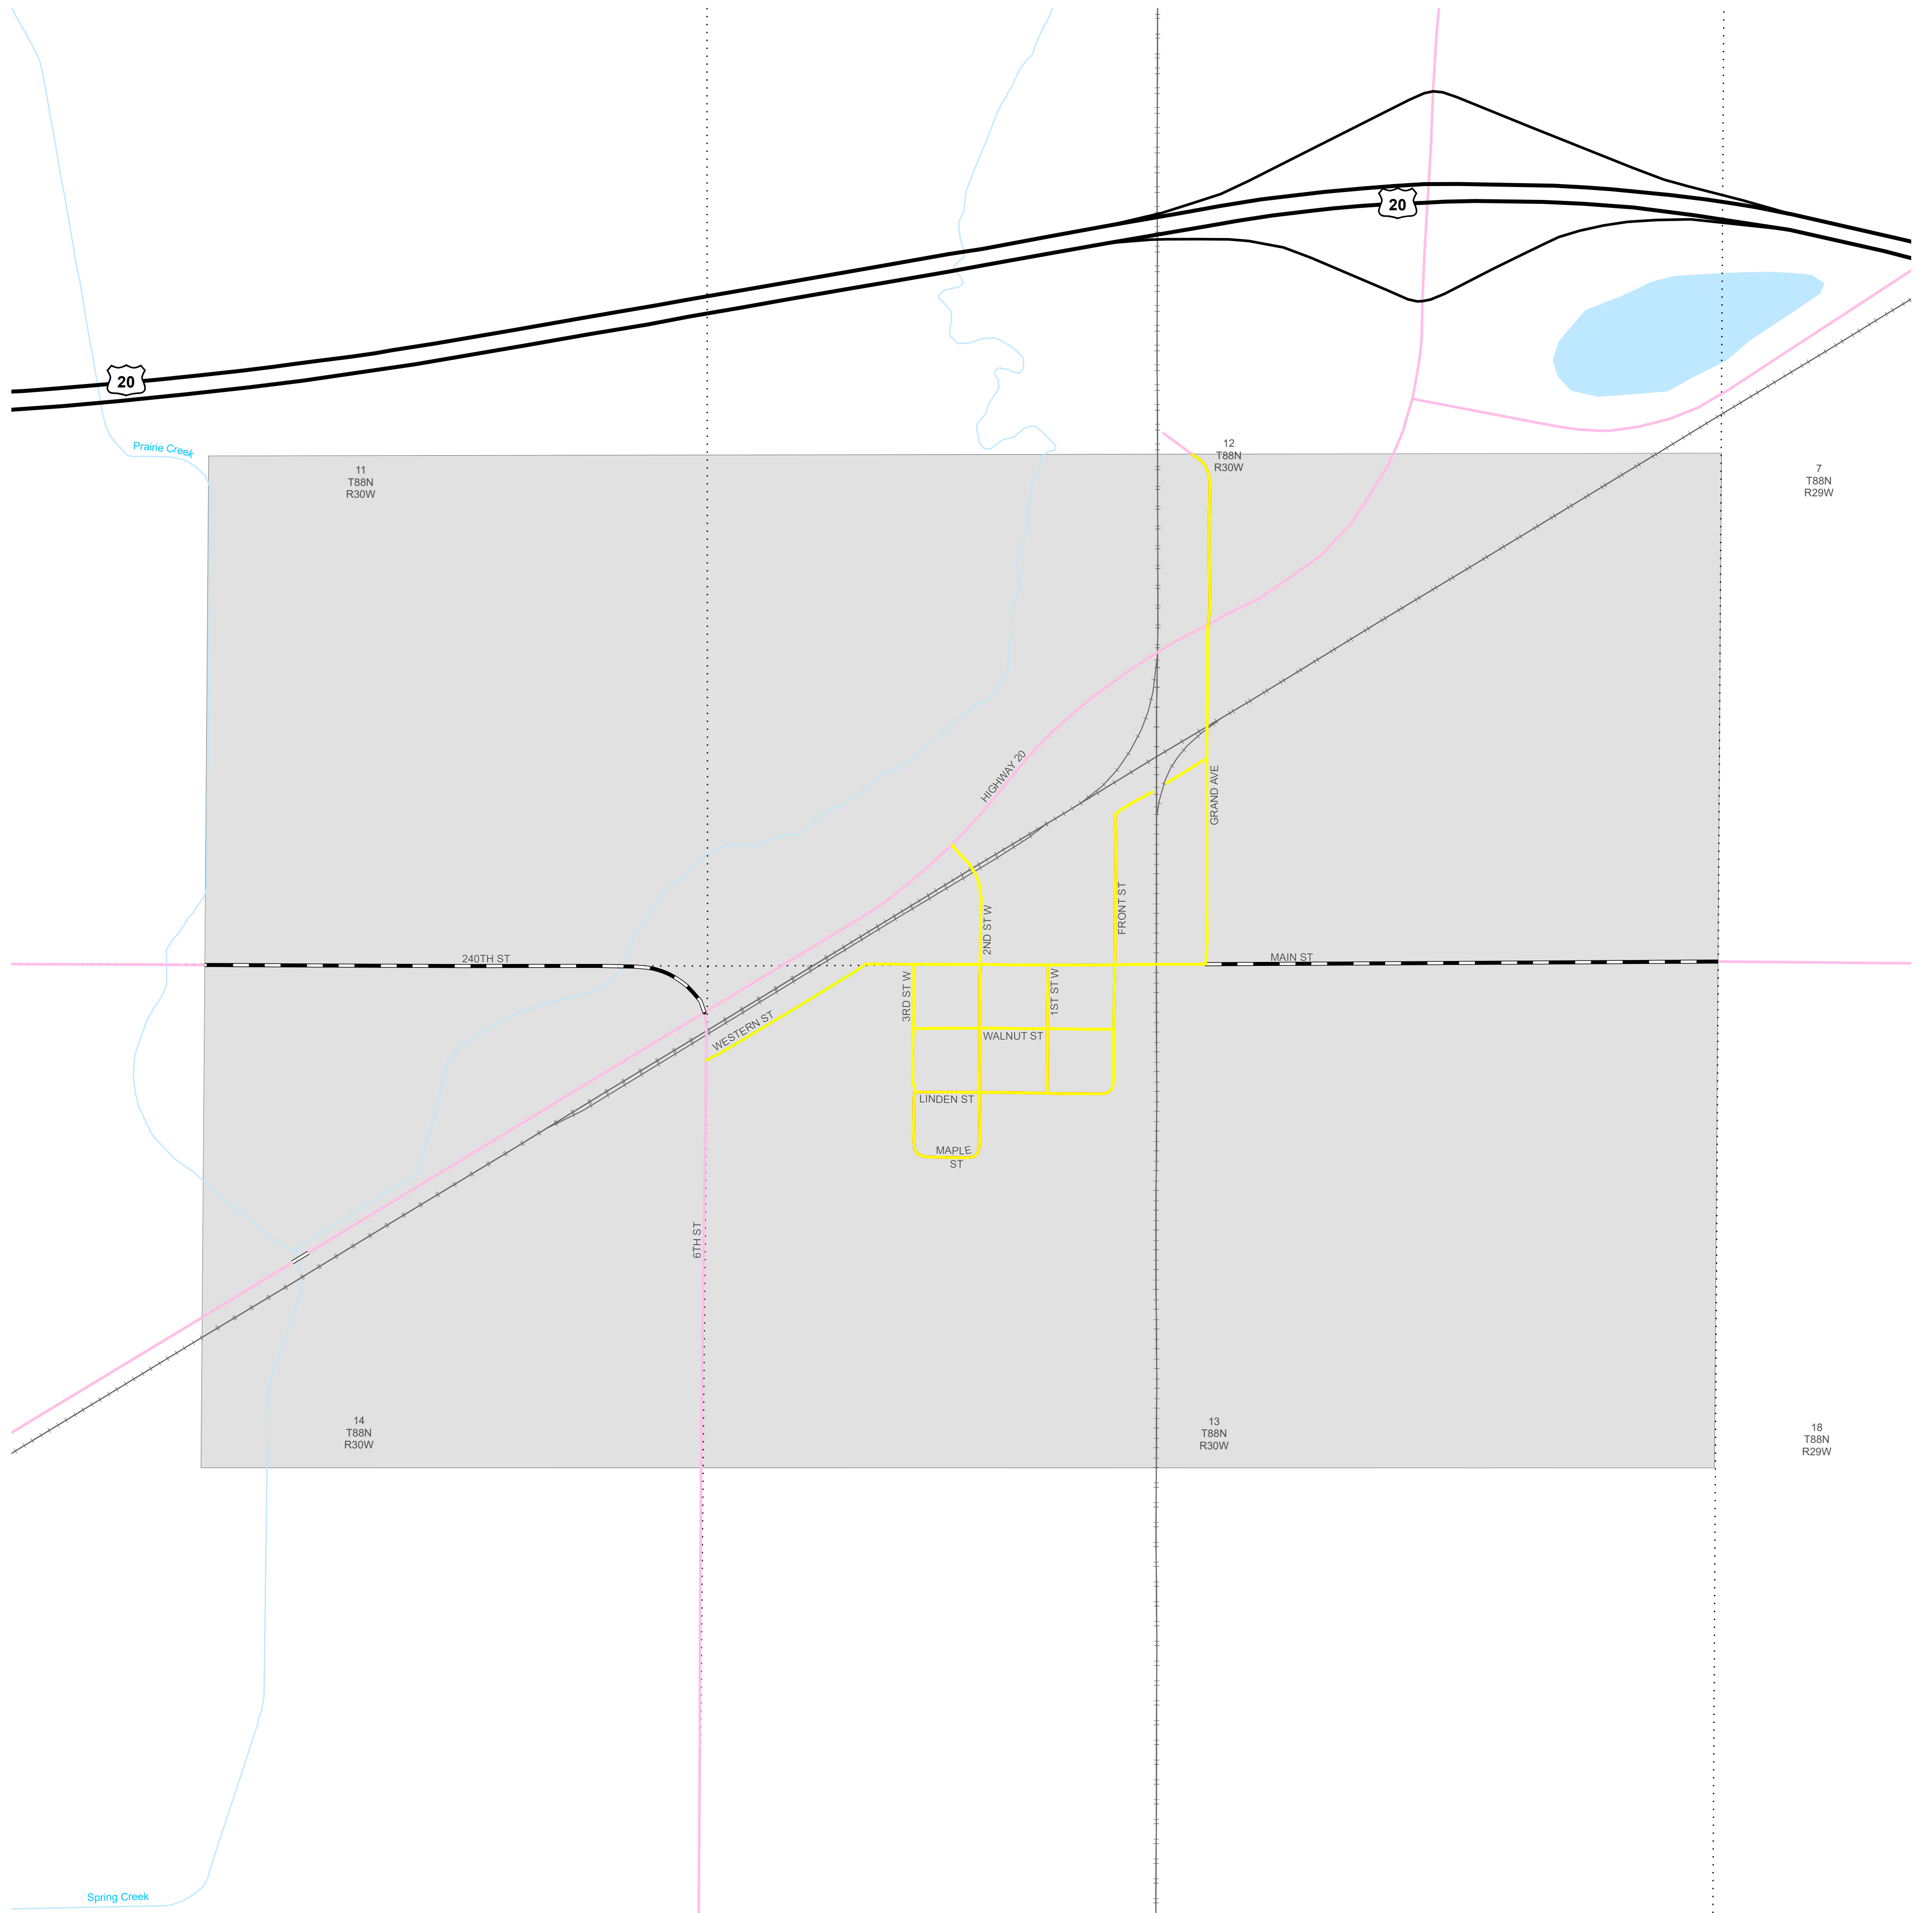 20
20
Prairie Creek
12
T88N
R30W
11
T88N
R30W
7
T88N
R29W
HIGHWAY 20
GRAND AVE
FRONT ST
2ND ST W
240TH ST
MAIN ST
3RD ST W
1ST ST W
WESTERN ST
WALNUT ST
LINDEN ST
MAPLE
ST
6TH ST
14
T88N
R30W
13
T88N
R30W
18
T88N
R29W
Spring Creek